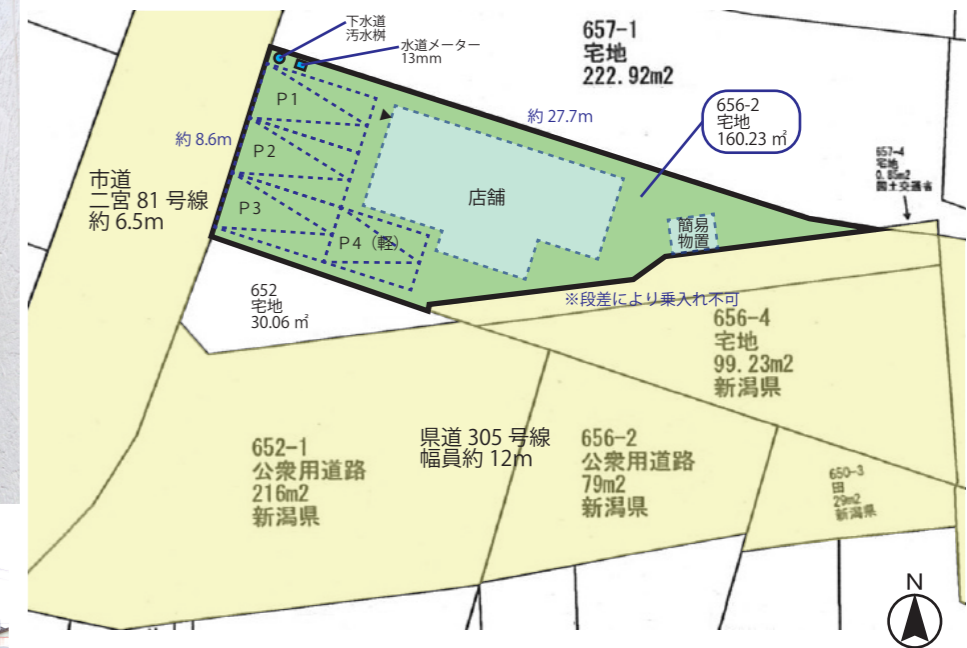 下水道
汚水桝
水道メーター
13mm
657-1
宅地
222.92m2
P1
約 27.7m
656-2
宅地
160.23 ㎡
約 8.6m
P2
657-4
宅地
0.85m2
国土交通省
市道
二宮 81 号線
約 6.5m
店舗
P3
簡易
物置
P4（軽）
652
宅地
30.06 ㎡
※段差により乗入れ不可
656-4
宅地
99.23m2
新潟県
県道 305 号線
幅員約 12m
652-1
公衆用道路
216m2
新潟県
656-2
公衆用道路
79m2
新潟県
650-3
田
29m2
新潟県
N